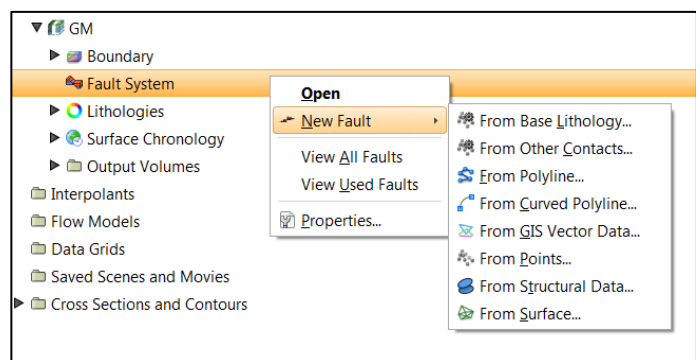 GM
Boundary
Fault System
Lithologies
Surface Chronology
Output Volumes
Interpolants
Flow Models
Data Grids
Saved Scenes and Movies
Cross Sections and Contours
Open
New Fault
View All Faults
View Used Faults
Properties...
From Base Lithology...
From Other Contacts...
From Polyline...
From Curved Polyline...
From GIS Vector Data...
From Points...
From Structural Data...
From Surface...